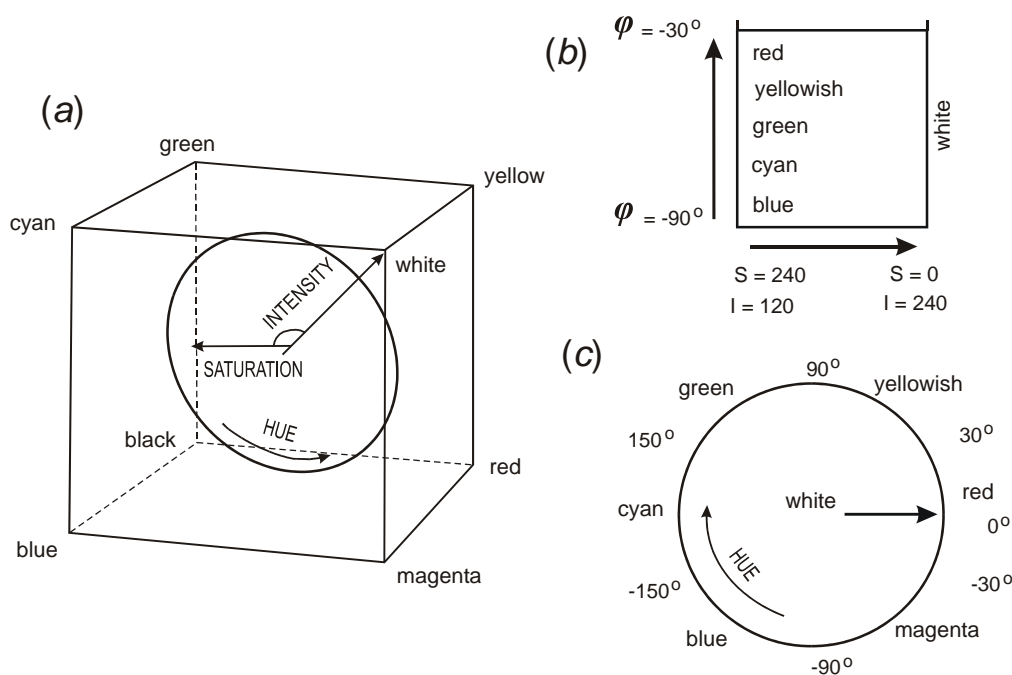 (a)
green
yellow
cyan
white
INTENSITY
SATURATION
HUE
black
red
blue
magenta
(b)
φ = -30°
red
yellowish
green
cyan
blue
white
φ = -90°
S = 240
S = 0
I = 120
I = 240
(c)
90°
green
yellowish
150°
30°
cyan
white
red
0°
HUE
-150°
-30°
blue
magenta
-90°